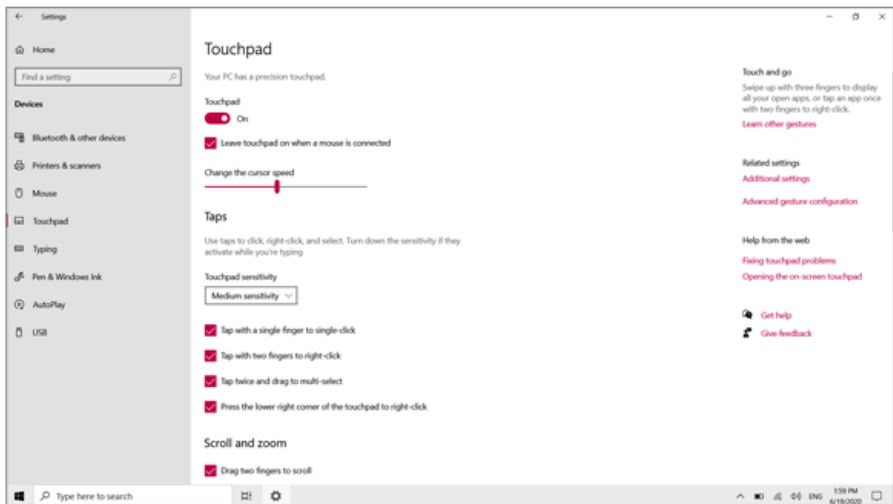 Settings
Home
Find a setting
Devices
Bluetooth & other devices
Printers & scanners
Mouse
Touchpad
Typing
Pen & Windows Ink
AutoPlay
USB
Touchpad
Your PC has a precision touchpad.
Touchpad
On
Leave touchpad on when a mouse is connected
Change the cursor speed
Taps
Use taps to click, right-click, and select. Turn down the sensitivity if they
activate while you're typing
Touchpad sensitivity
Medium sensitivity
Tap with a single finger to single-click
Tap with two fingers to right-click
Tap twice and drag to multi-select
Press the lower right corner of the touchpad to right-click
Scroll and zoom
Drag two fingers to scroll
Touch and go
Swipe up with three fingers to display
all your open apps, or tap an app once
with two fingers to right-click.
Learn other gestures
Related settings
Additional settings
Advanced gesture configuration
Help from the web
Fixing touchpad problems
Opening the on-screen touchpad
Get help
Give feedback
Type here to search
ENG
1:59 PM
6/19/2020